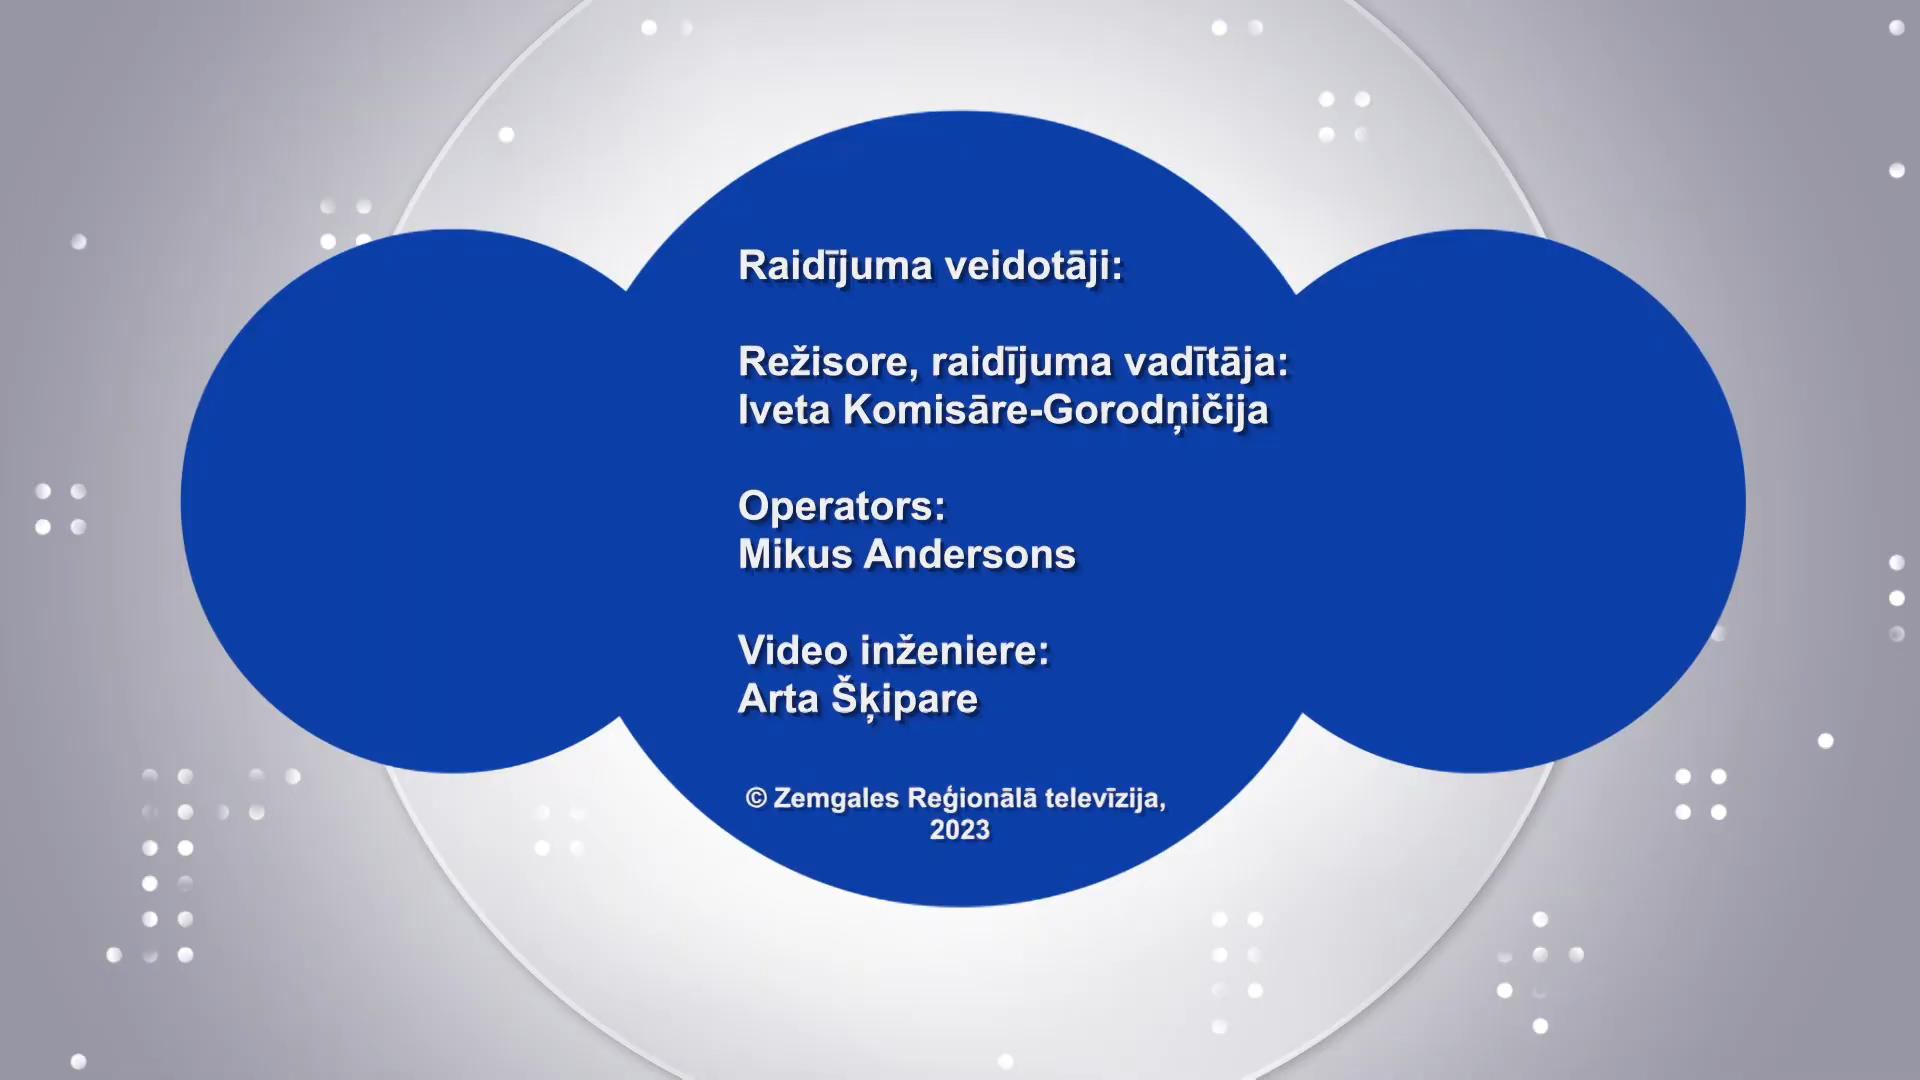 Raidījuma veidotāji:
Režisore, raidījuma vadītāja:
Iveta Komisāre-Gorodņičija
Operators:
Mikus Andersons
Video inženiere:
Arta Šķipare
© Zemgales Reģionālā televīzija,
2023